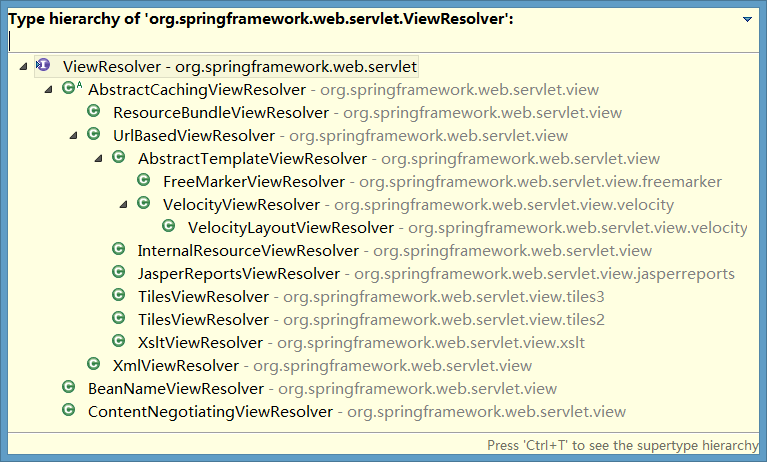 Type hierarchy of 'org.springframework.web.servlet.ViewResolver':
ViewResolver - org.springframework.web.servlet
AbstractCachingViewResolver - org.springframework.web.servlet.view
ResourceBundleViewResolver - org.springframework.web.servlet.view
UrlBasedViewResolver - org.springframework.web.servlet.view
AbstractTemplateViewResolver - org.springframework.web.servlet.view
FreeMarkerViewResolver - org.springframework.web.servlet.view.freemarker
VelocityViewResolver - org.springframework.web.servlet.view.velocity
VelocityLayoutViewResolver - org.springframework.web.servlet.view.velocity
InternalResourceViewResolver - org.springframework.web.servlet.view
JasperReportsViewResolver - org.springframework.web.servlet.view.jasperreports
TilesViewResolver - org.springframework.web.servlet.view.tiles3
TilesViewResolver - org.springframework.web.servlet.view.tiles2
XsltViewResolver - org.springframework.web.servlet.view.xslt
XmlViewResolver - org.springframework.web.servlet.view
BeanNameViewResolver - org.springframework.web.servlet.view
ContentNegotiatingViewResolver - org.springframework.web.servlet.view
Press 'Ctrl+T' to see the supertype hierarchy